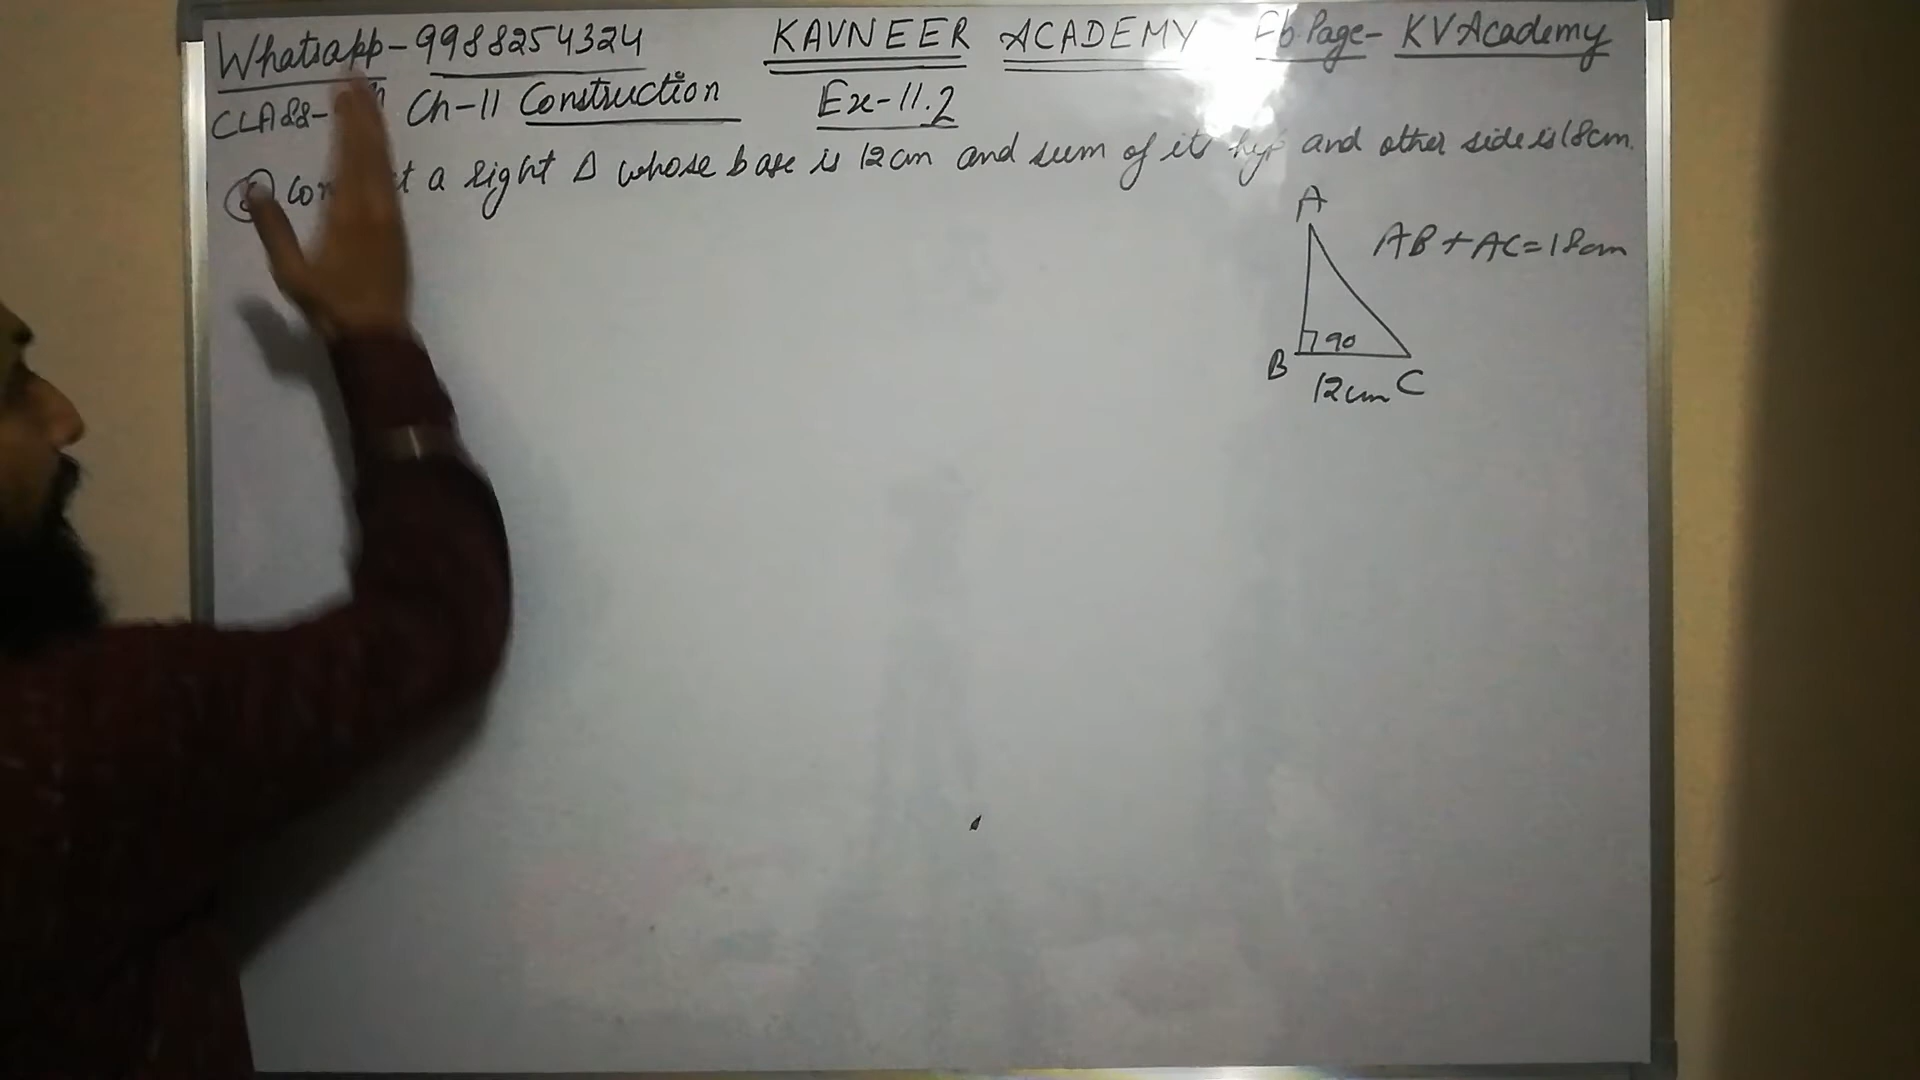 Whatsapp-9988254324 KAVNEER ACADEMY Fb Page- KVAcademy
CLASS- Ch-11 Construction Ex-11.2
a right Δ whose base is 12cm and sum of its hyp and other side is 18cm.
A
AB + AC = 18cm
90
B
12cm C